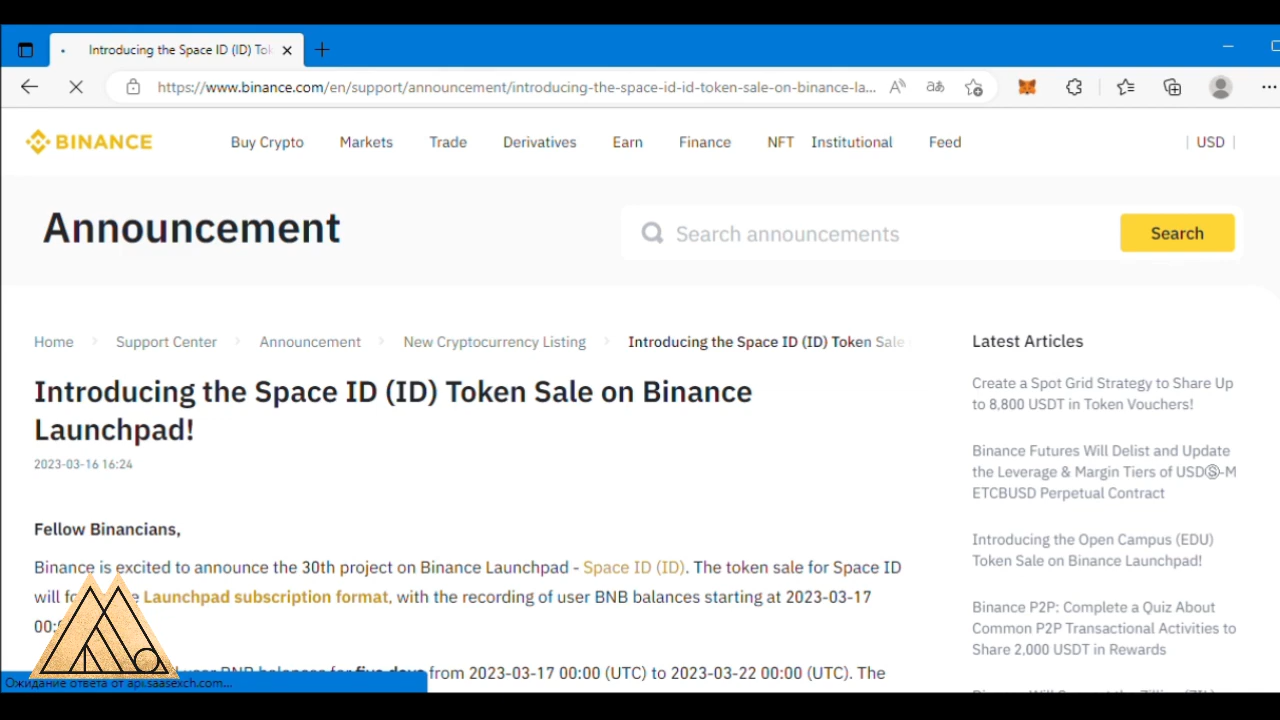 Introducing the Space ID (ID) Tok
https://www.binance.com/en/support/announcement/introducing-the-space-id-id-token-sale-on-binance-la...
BINANCE
Buy Crypto Markets Trade Derivatives Earn Finance NFT Institutional Feed USD
Announcement
Search announcements
Search
Home Support Center Announcement New Cryptocurrency Listing Introducing the Space ID (ID) Token Sale
Introducing the Space ID (ID) Token Sale on Binance
Launchpad!
2023-03-16 16:24
Fellow Binancians,
Binance is excited to announce the 30th project on Binance Launchpad - Space ID (ID). The token sale for Space ID
will Launchpad subscription format, with the recording of user BNB balances starting at 2023-03-17
user BNB balances for five days from 2023-03-17 00:00 (UTC) to 2023-03-22 00:00 (UTC). The
Latest Articles
Create a Spot Grid Strategy to Share Up
to 8,800 USDT in Token Vouchers!
Binance Futures Will Delist and Update
the Leverage & Margin Tiers of USDⓈ-M
ETCBUSD Perpetual Contract
Introducing the Open Campus (EDU)
Token Sale on Binance Launchpad!
Binance P2P: Complete a Quiz About
Common P2P Transactional Activities to
Share 2,000 USDT in Rewards
Ожидание ответа от api.saasexch.com...